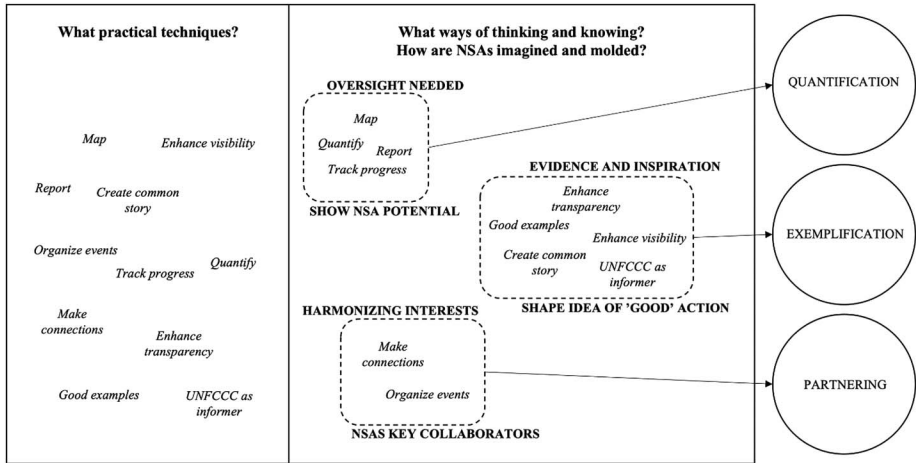 What practical techniques?
Map
Enhance visibility
Report
Create common
story
Organize events
Quantify
Track progress
Make
connections
Enhance
transparency
Good examples
UNFCCC as
informer
What ways of thinking and knowing?
How are NSAs imagined and molded?
OVERSIGHT NEEDED
Map
Quantify
Report
Track progress
SHOW NSA POTENTIAL
EVIDENCE AND INSPIRATION
Enhance
transparency
Good examples
Enhance visibility
Create common
story
UNFCCC as
informer
SHAPE IDEA OF 'GOOD' ACTION
HARMONIZING INTERESTS
Make
connections
Organize events
NSAS KEY COLLABORATORS
QUANTIFICATION
EXEMPLIFICATION
PARTNERING